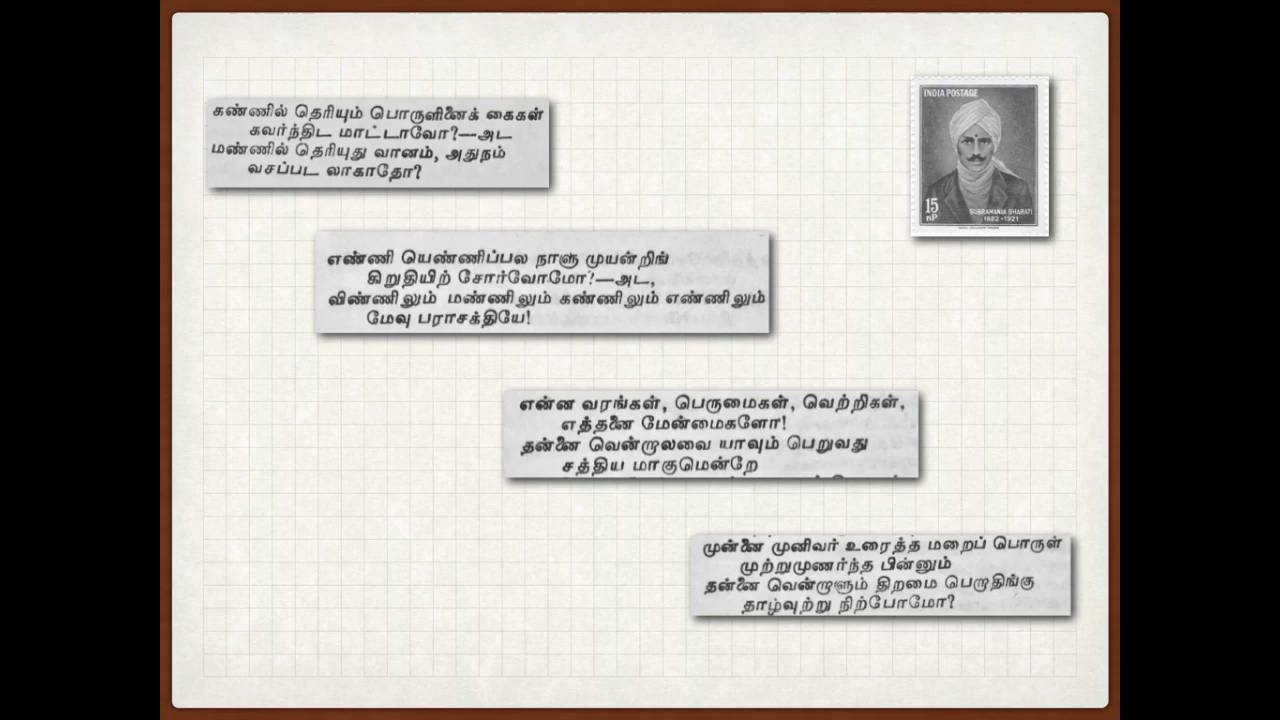 கண்ணில் தெரியும் பொருளினைக் கைகள்
கவர்ந்திட மாட்டாவோ?—அட
மண்ணில் தெரியுது வானம், அதுநம்
வசப்பட லாகாதோ?
INDIA POSTAGE
15
nP
SUBRAMANIA BHARATI
1882-1921
எண்ணி யெண்ணிப்பல நாளு முயன்றிங்
கிறுதியிற் சோர்வோமோ?—அட,
விண்ணிலும் மண்ணிலும் கண்ணிலும் எண்ணிலும்
மேவு பராசக்தியே!
என்ன வரங்கள், பெருமைகள், வெற்றிகள்,
எத்தனை மேன்மைகளோ!
தன்னை வென்றாலவை யாவும் பெறுவது
சத்திய மாகுமென்றே
முன்னை முனிவர் உரைத்த மறைப் பொருள்
முற்றுமுணர்ந்த பின்னும்
தன்னை வென்றாளும் திறமை பெறாதிங்கு
தாழ்வுற்று நிற்போமோ?